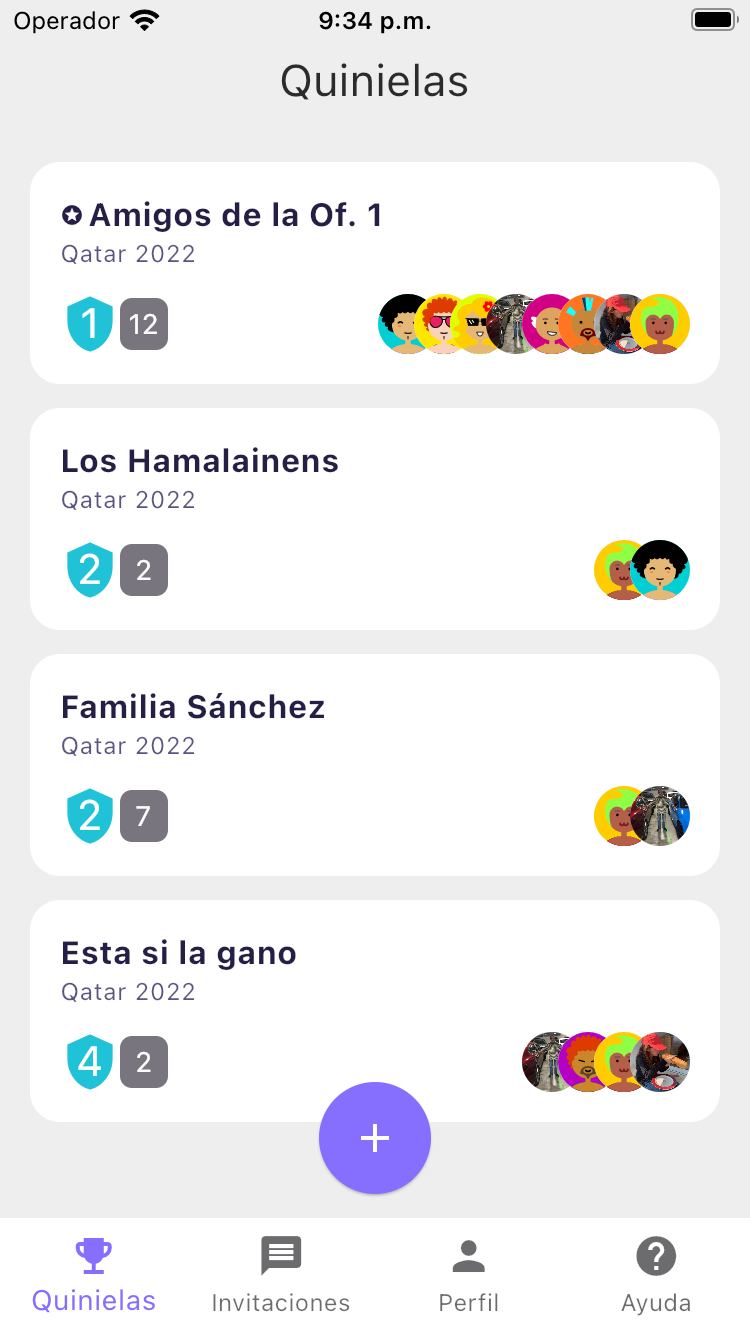 Operador 9:34 p.m.
Quinielas
Amigos de la Of. 1
Qatar 2022
1 12
Los Hamalainens
Qatar 2022
2 2
Familia Sánchez
Qatar 2022
2 7
Esta si la gano
Qatar 2022
4 2
+
Quinielas Invitaciones Perfil Ayuda